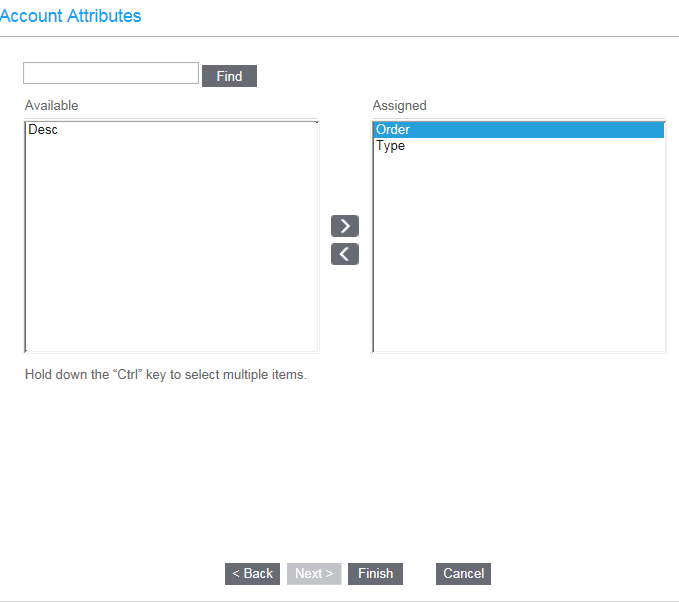 Account Attributes
Find
Available
Assigned
Desc
Order
Type
Hold down the “Ctrl” key to select multiple items.
< Back
Next >
Finish
Cancel